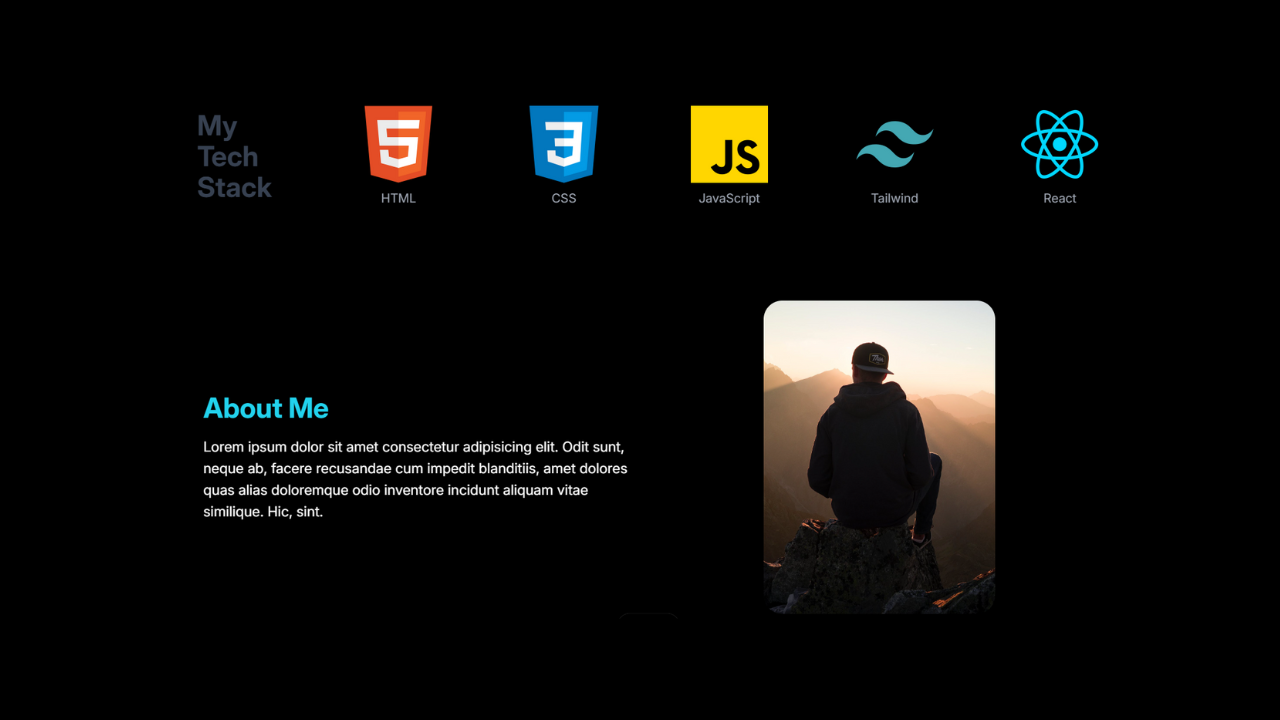 My
Tech
Stack
5
3
JS
HTML
CSS
JavaScript
Tailwind
React
About Me
Lorem ipsum dolor sit amet consectetur adipisicing elit. Odit sunt,
neque ab, facere recusandae cum impedit blanditiis, amet dolores
quas alias doloremque odio inventore incidunt aliquam vitae
similique. Hic, sint.